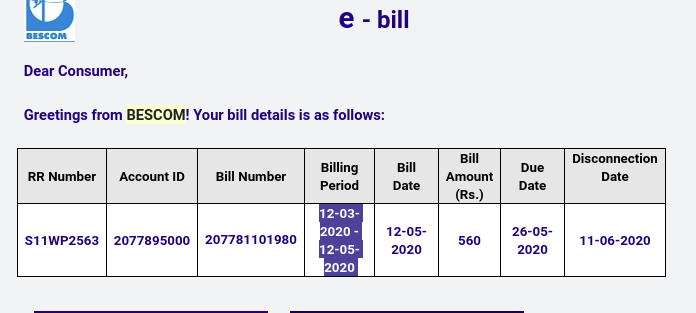 BESCOM
e - bill
Dear Consumer,
Greetings from BESCOM! Your bill details is as follows:
RR Number Account ID Bill Number Billing Period Bill Date Bill Amount (Rs.) Due Date Disconnection Date
S11WP2563 2077895000 207781101980 12-03-2020 - 12-05-2020 12-05-2020 560 26-05-2020 11-06-2020